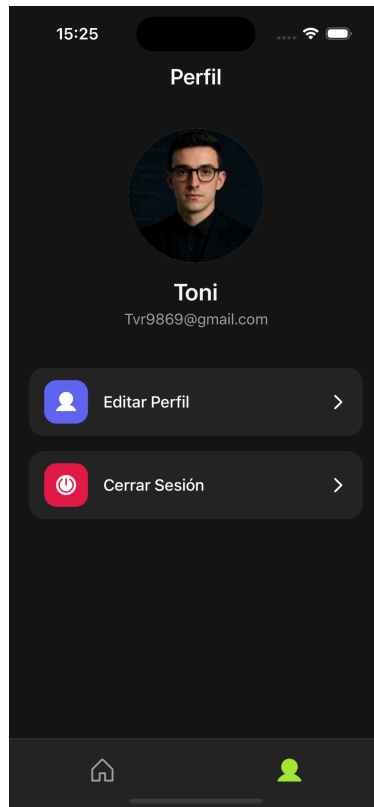 15:25
Perfil
Toni
Tvr9869@gmail.com
Editar Perfil
Cerrar Sesión